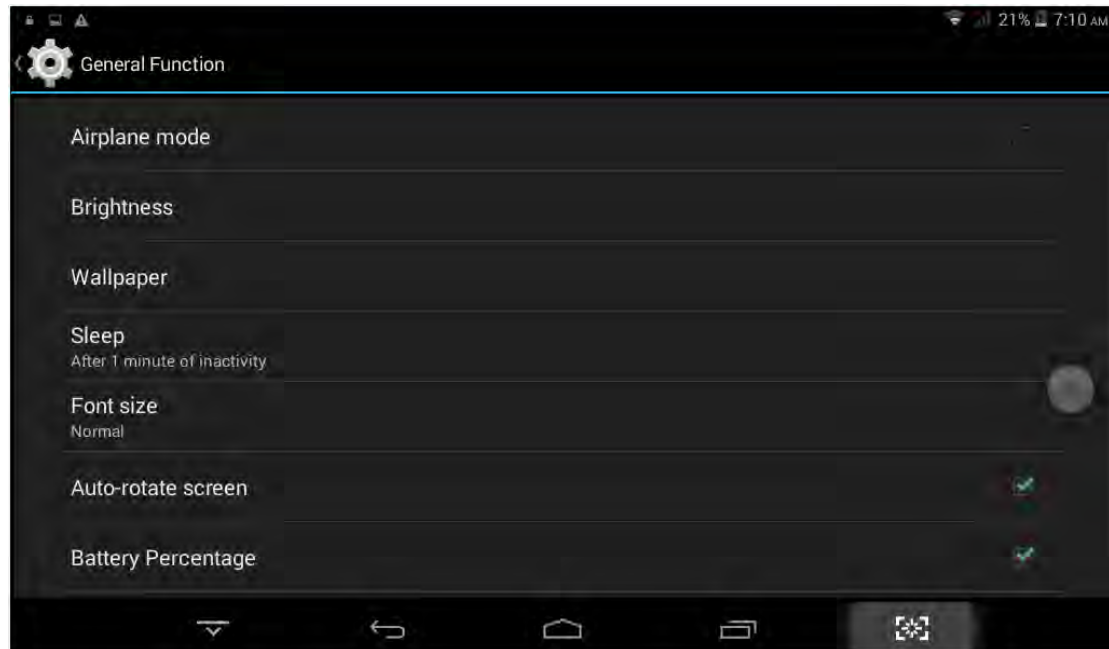 21% 7:10 AM
General Function
Airplane mode
Brightness
Wallpaper
Sleep
After 1 minute of inactivity
Font size
Normal
Auto-rotate screen
Battery Percentage